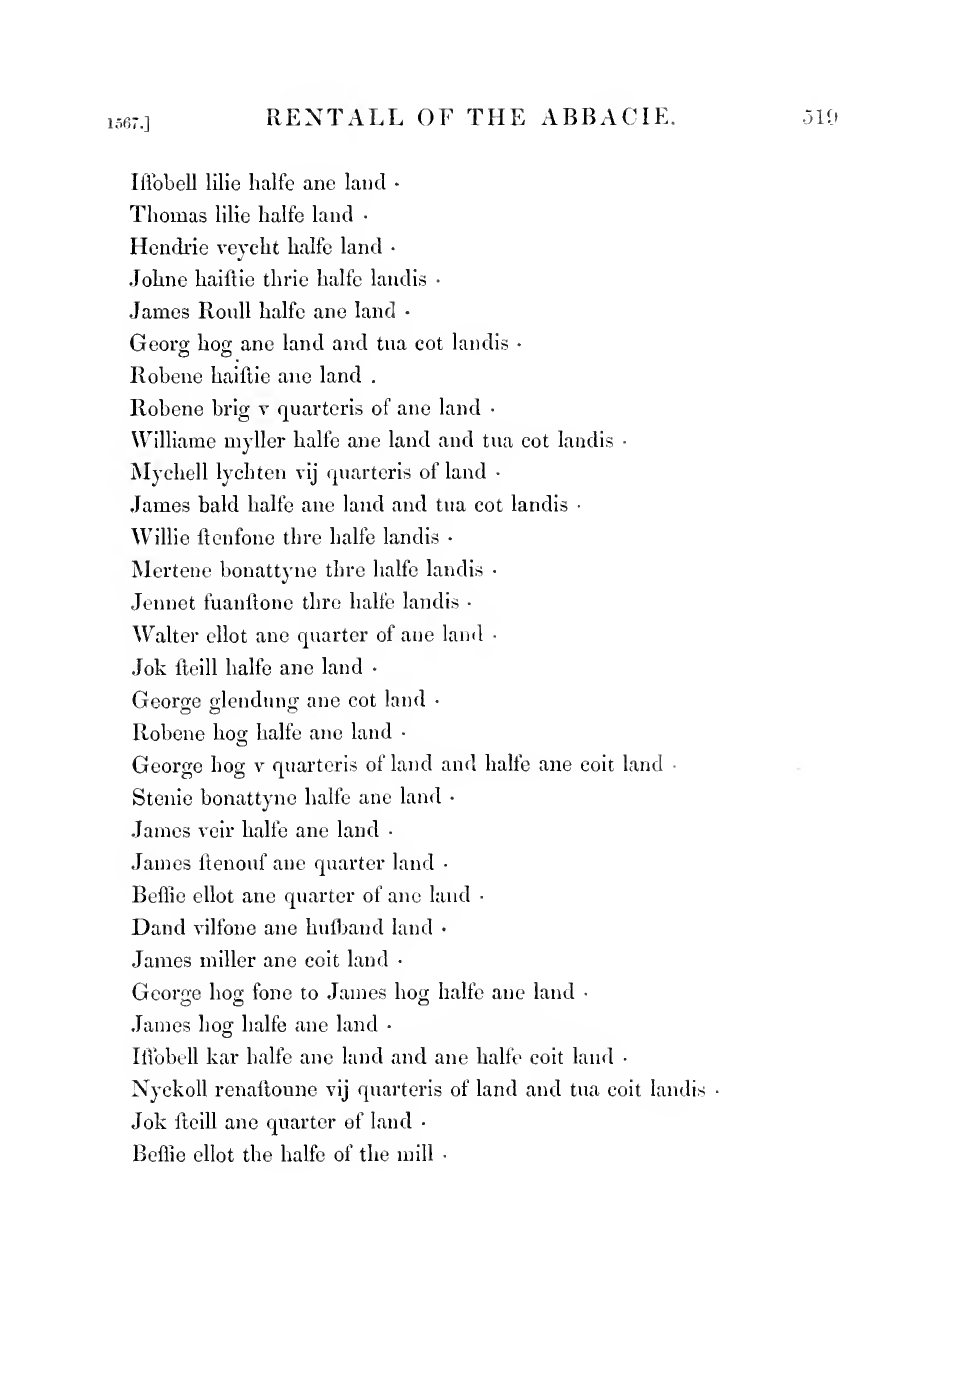 1567.] RENTALL OF THE ABBACIE. 519
Iſſobell lilie halfe ane land ·
Thomas lilie halfe land ·
Hendrie veycht halfe land ·
Johne haiſtie thrie halfe landis ·
James Roull halfe ane land ·
Georg hog ane land and tua cot landis ·
Robene haiſtie ane land .
Robene brig v quarteris of ane land ·
Williame myller halfe ane land and tua cot landis ·
Mychell lychten vij quarteris of land ·
James bald halfe ane land and tua cot landis ·
Willie ſtenſone thre halfe landis ·
Mertene bonattyne thre halfe landis ·
Jennet ſuanſtone thre halfe landis ·
Walter ellot ane quarter of ane land ·
Jok ſteill halfe ane land ·
George glendung ane cot land ·
Robene hog halfe ane land ·
George hog v quarteris of land and halfe ane coit land ·
Stenie bonattyne halfe ane land ·
James veir halfe ane land ·
James ſtenouſ ane quarter land ·
Beſſie ellot ane quarter of ane land ·
Dand vilſone ane huſband land ·
James miller ane coit land ·
George hog ſone to James hog halfe ane land ·
James hog halfe ane land ·
Iſſobell kar halfe ane land and ane halfe coit land ·
Nyckoll renaſtoune vij quarteris of land and tua coit landis ·
Jok ſteill ane quarter of land ·
Beſſie ellot the halfe of the mill ·